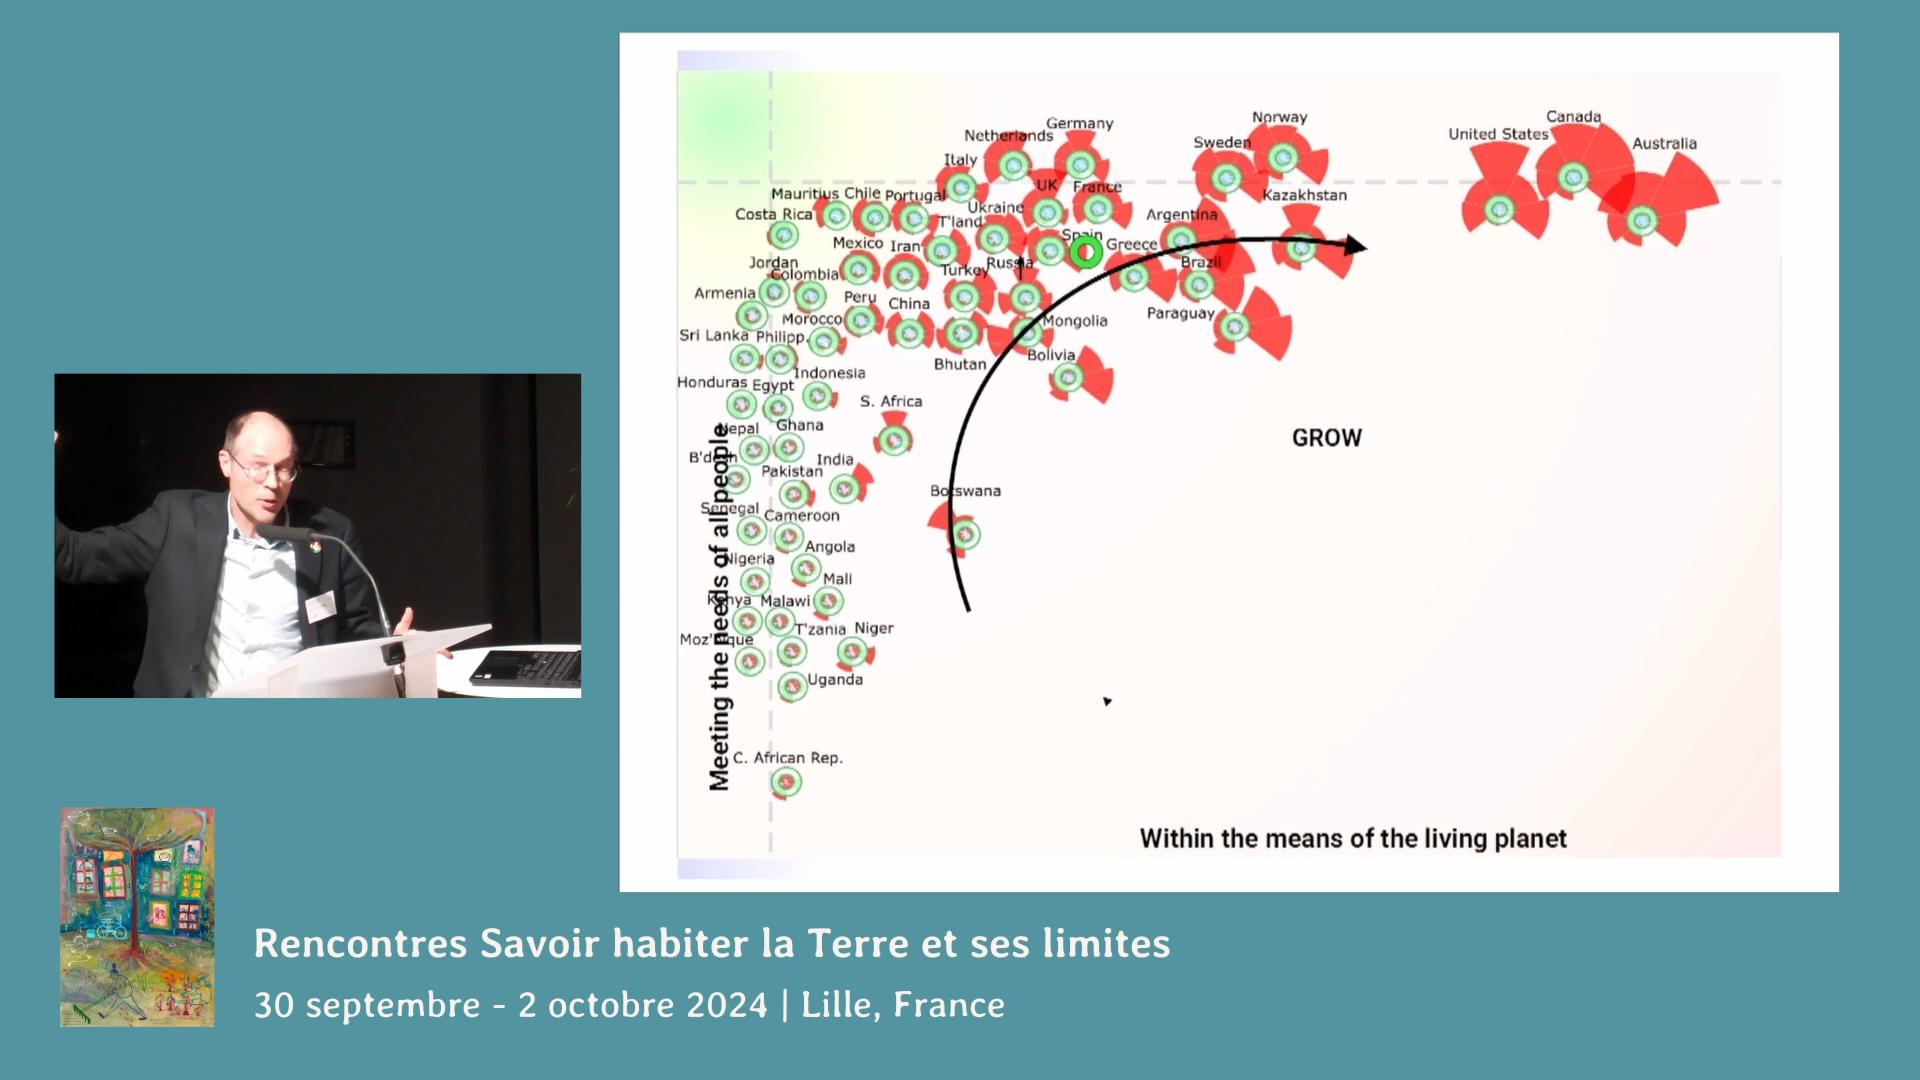 Germany
Norway
Canada
Netherlands
United States
Sweden
Australia
Italy
UK
France
Mauritius
Chile
Portugal
Kazakhstan
Costa Rica
Ukraine
T'land
Argentina
Spain
Mexico
Iran
Greece
Jordan
Colombia
Turkey
Russia
Brazil
Armenia
Peru
China
Morocco
Mongolia
Paraguay
Sri Lanka
Philipp.
Bhutan
Bolivia
Indonesia
Honduras
Egypt
S. Africa
Nepal
Ghana
GROW
B'desh
Pakistan
India
Botswana
Senegal
Cameroon
Angola
Nigeria
Mali
Kenya
Malawi
T'zania
Niger
Moz'ique
Uganda
C. African Rep.
Meeting the needs of all people
Within the means of the living planet
Rencontres Savoir habiter la Terre et ses limites
30 septembre - 2 octobre 2024 | Lille, France